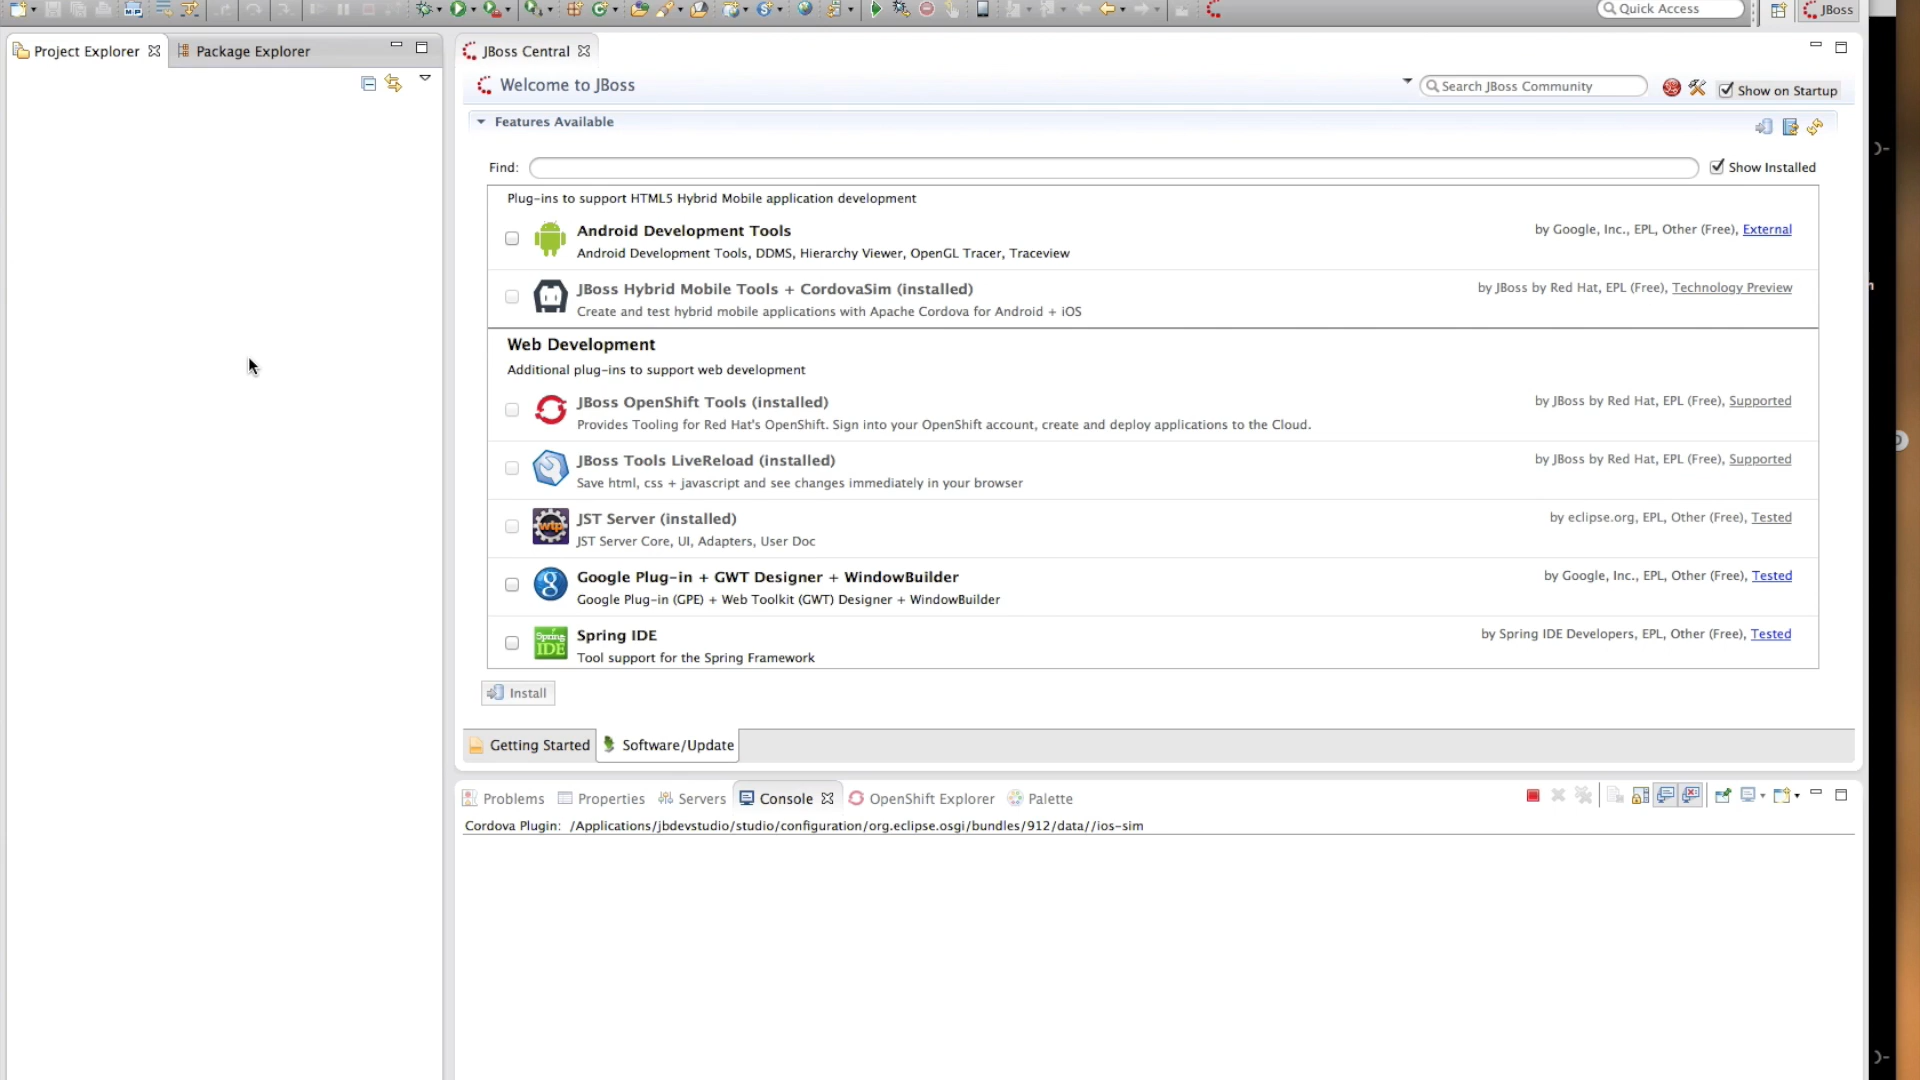 Quick Access
JBoss
Project Explorer
Package Explorer
JBoss Central
Welcome to JBoss
Search JBoss Community
Show on Startup
Features Available
Find:
Show Installed
Plug-ins to support HTML5 Hybrid Mobile application development
Android Development Tools
by Google, Inc., EPL, Other (Free), External
Android Development Tools, DDMS, Hierarchy Viewer, OpenGL Tracer, Traceview
JBoss Hybrid Mobile Tools + CordovaSim (installed)
by JBoss by Red Hat, EPL (Free), Technology Preview
Create and test hybrid mobile applications with Apache Cordova for Android + iOS
Web Development
Additional plug-ins to support web development
JBoss OpenShift Tools (installed)
by JBoss by Red Hat, EPL (Free), Supported
Provides Tooling for Red Hat's OpenShift. Sign into your OpenShift account, create and deploy applications to the Cloud.
JBoss Tools LiveReload (installed)
by JBoss by Red Hat, EPL (Free), Supported
Save html, css + javascript and see changes immediately in your browser
wtp
JST Server (installed)
by eclipse.org, EPL, Other (Free), Tested
JST Server Core, UI, Adapters, User Doc
Google Plug-in + GWT Designer + WindowBuilder
by Google, Inc., EPL, Other (Free), Tested
Google Plug-in (GPE) + Web Toolkit (GWT) Designer + WindowBuilder
Spring IDE
Spring IDE
by Spring IDE Developers, EPL, Other (Free), Tested
Tool support for the Spring Framework
Install
Getting Started
Software/Update
Problems
Properties
Servers
Console
OpenShift Explorer
Palette
Cordova Plugin: /Applications/jbdevstudio/studio/configuration/org.eclipse.osgi/bundles/912/data//ios-sim